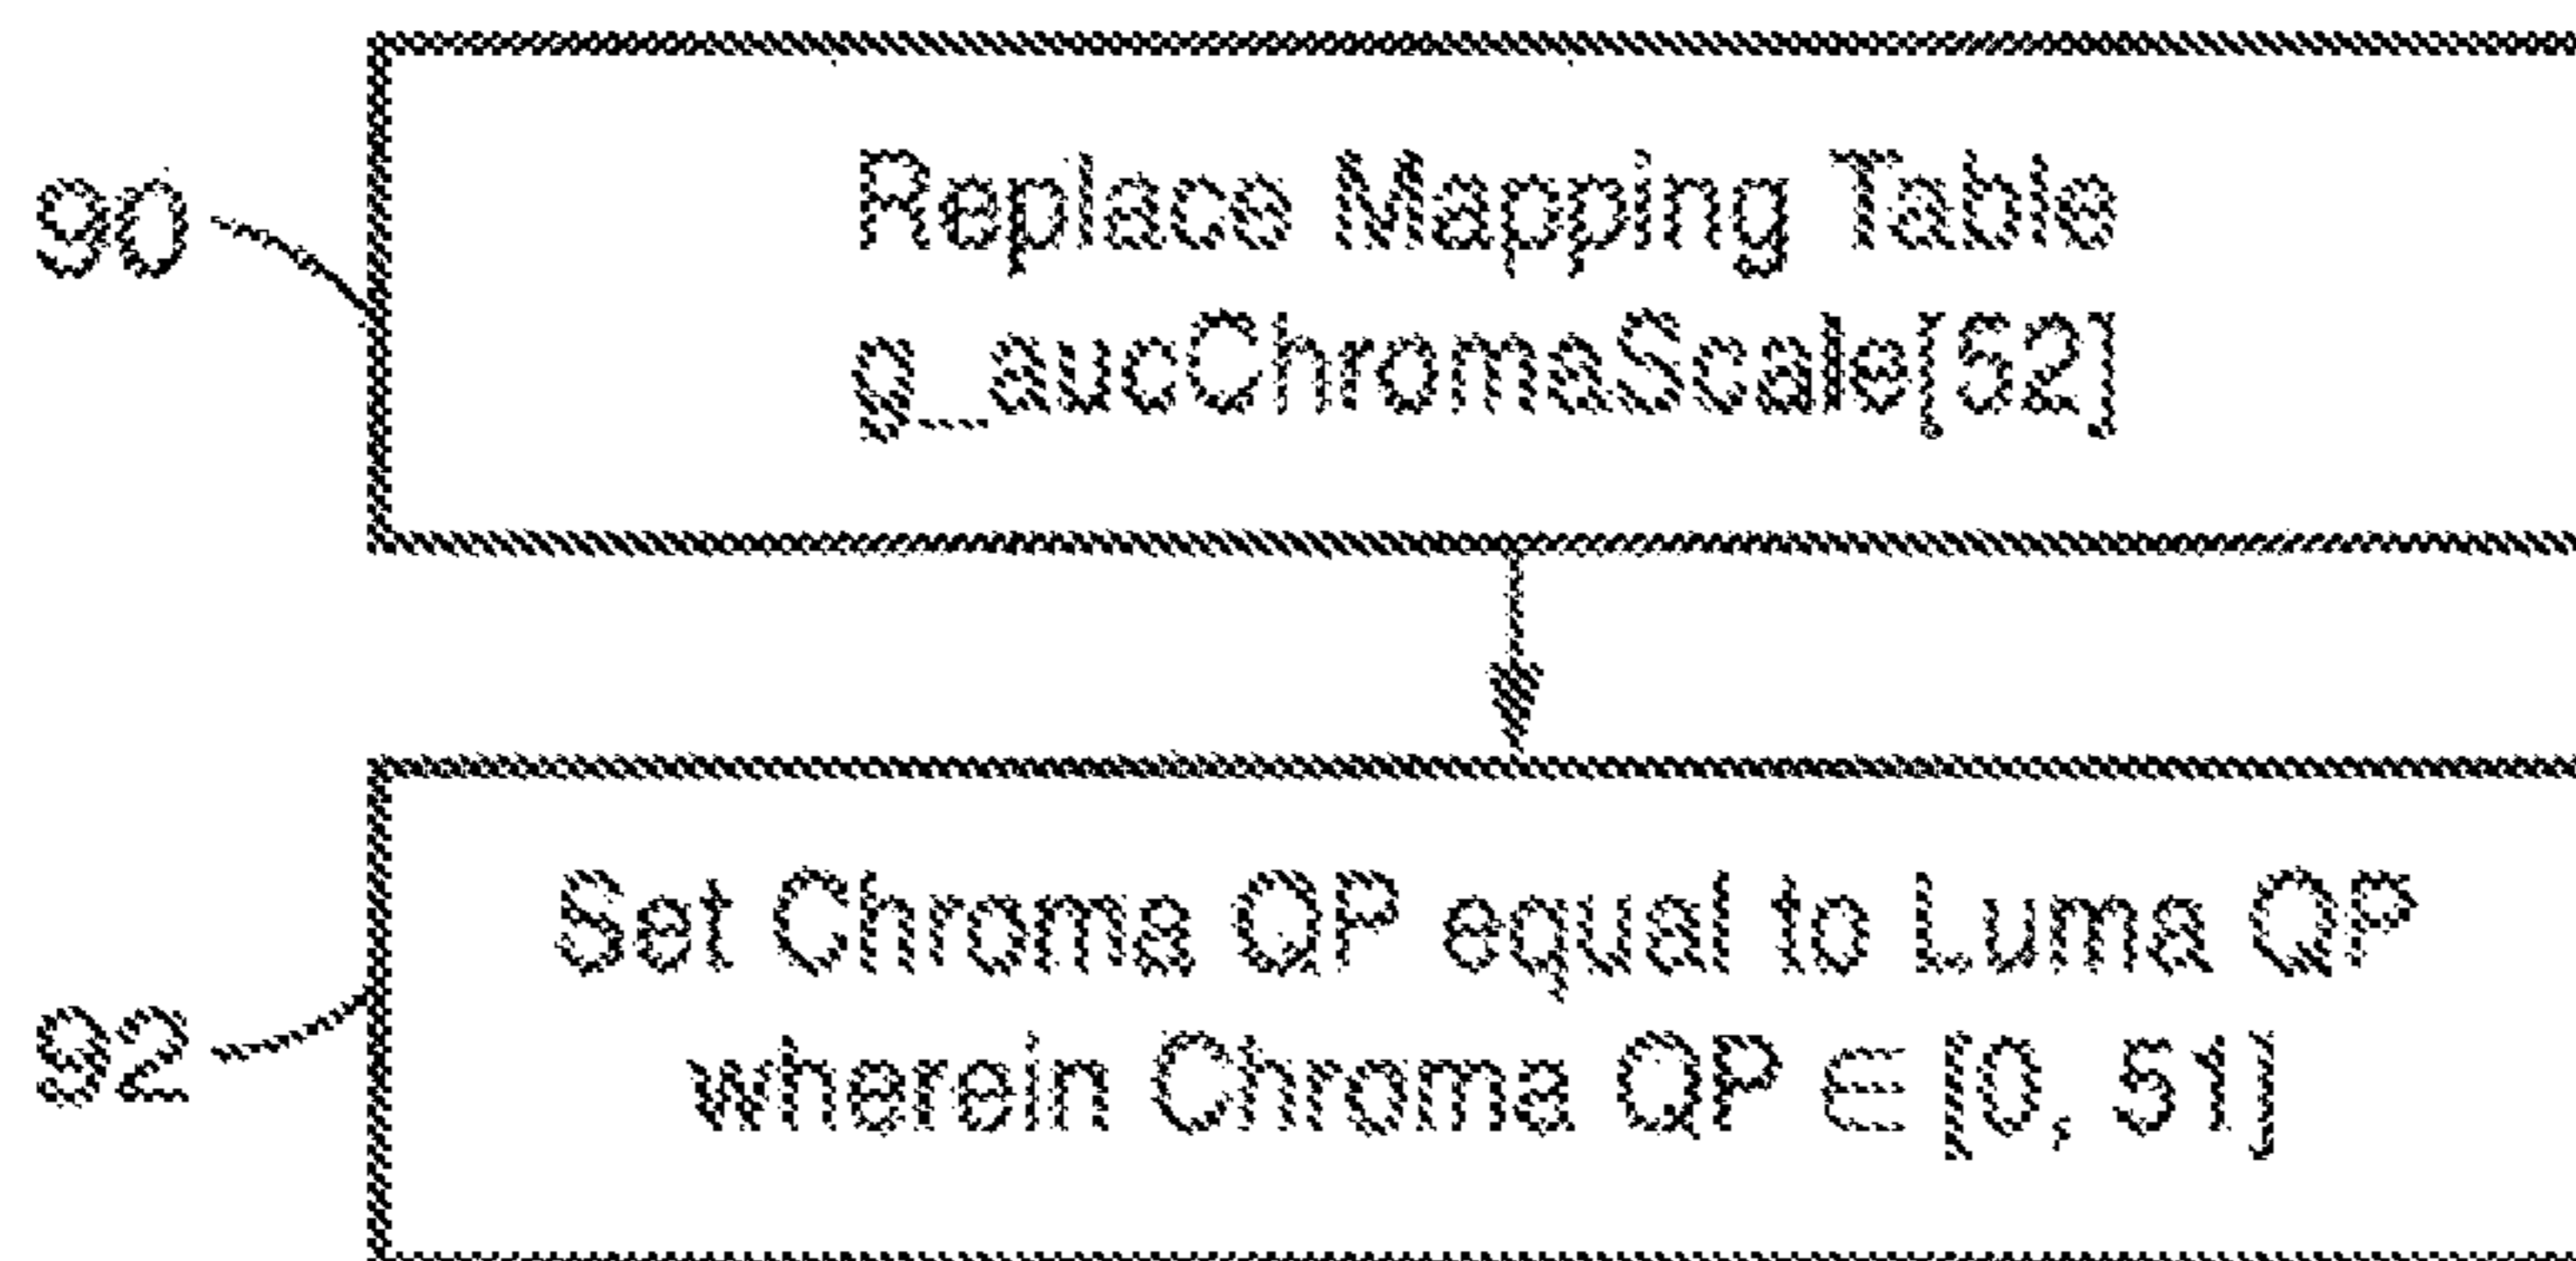 90
Replace Mapping Table
g_aucChromaScale[52]
92
Set Chroma QP equal to Luma QP
wherein Chroma QP ∈ [0, 51]